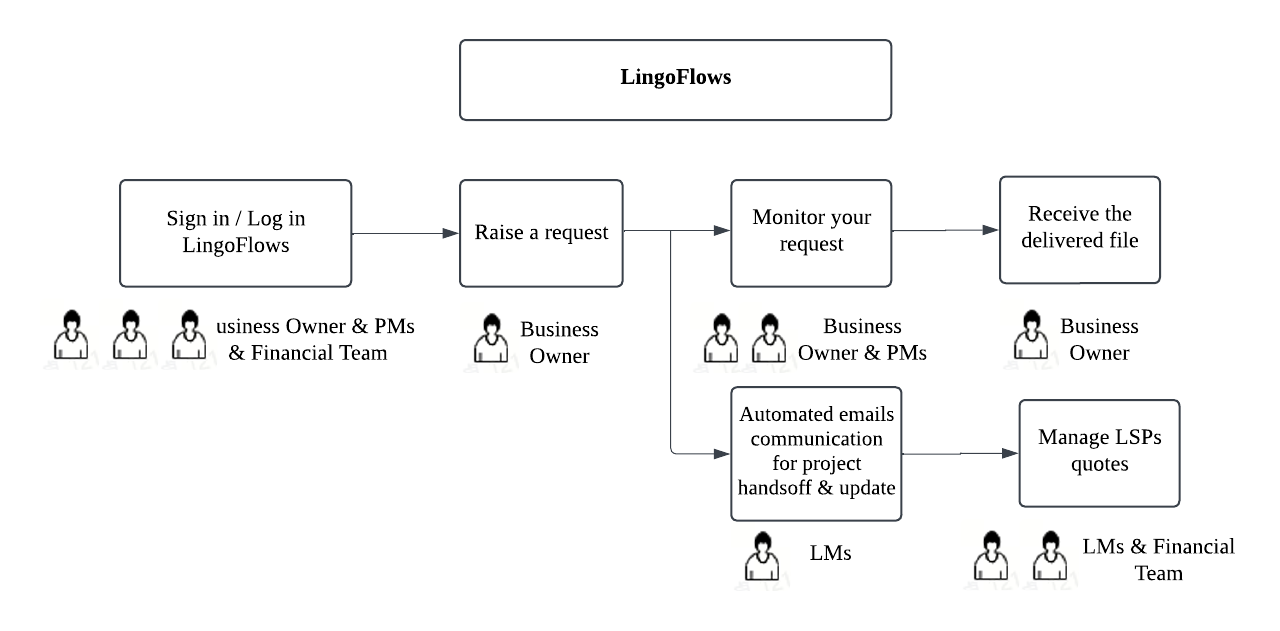 LingoFlows
Sign in / Log in
LingoFlows
Raise a request
Monitor your
request
Receive the
delivered file
usiness Owner & PMs
& Financial Team
Business
Owner
Business
Owner & PMs
Business
Owner
Automated emails
communication
for project
handsoff & update
Manage LSPs
quotes
LMs
LMs & Financial
Team